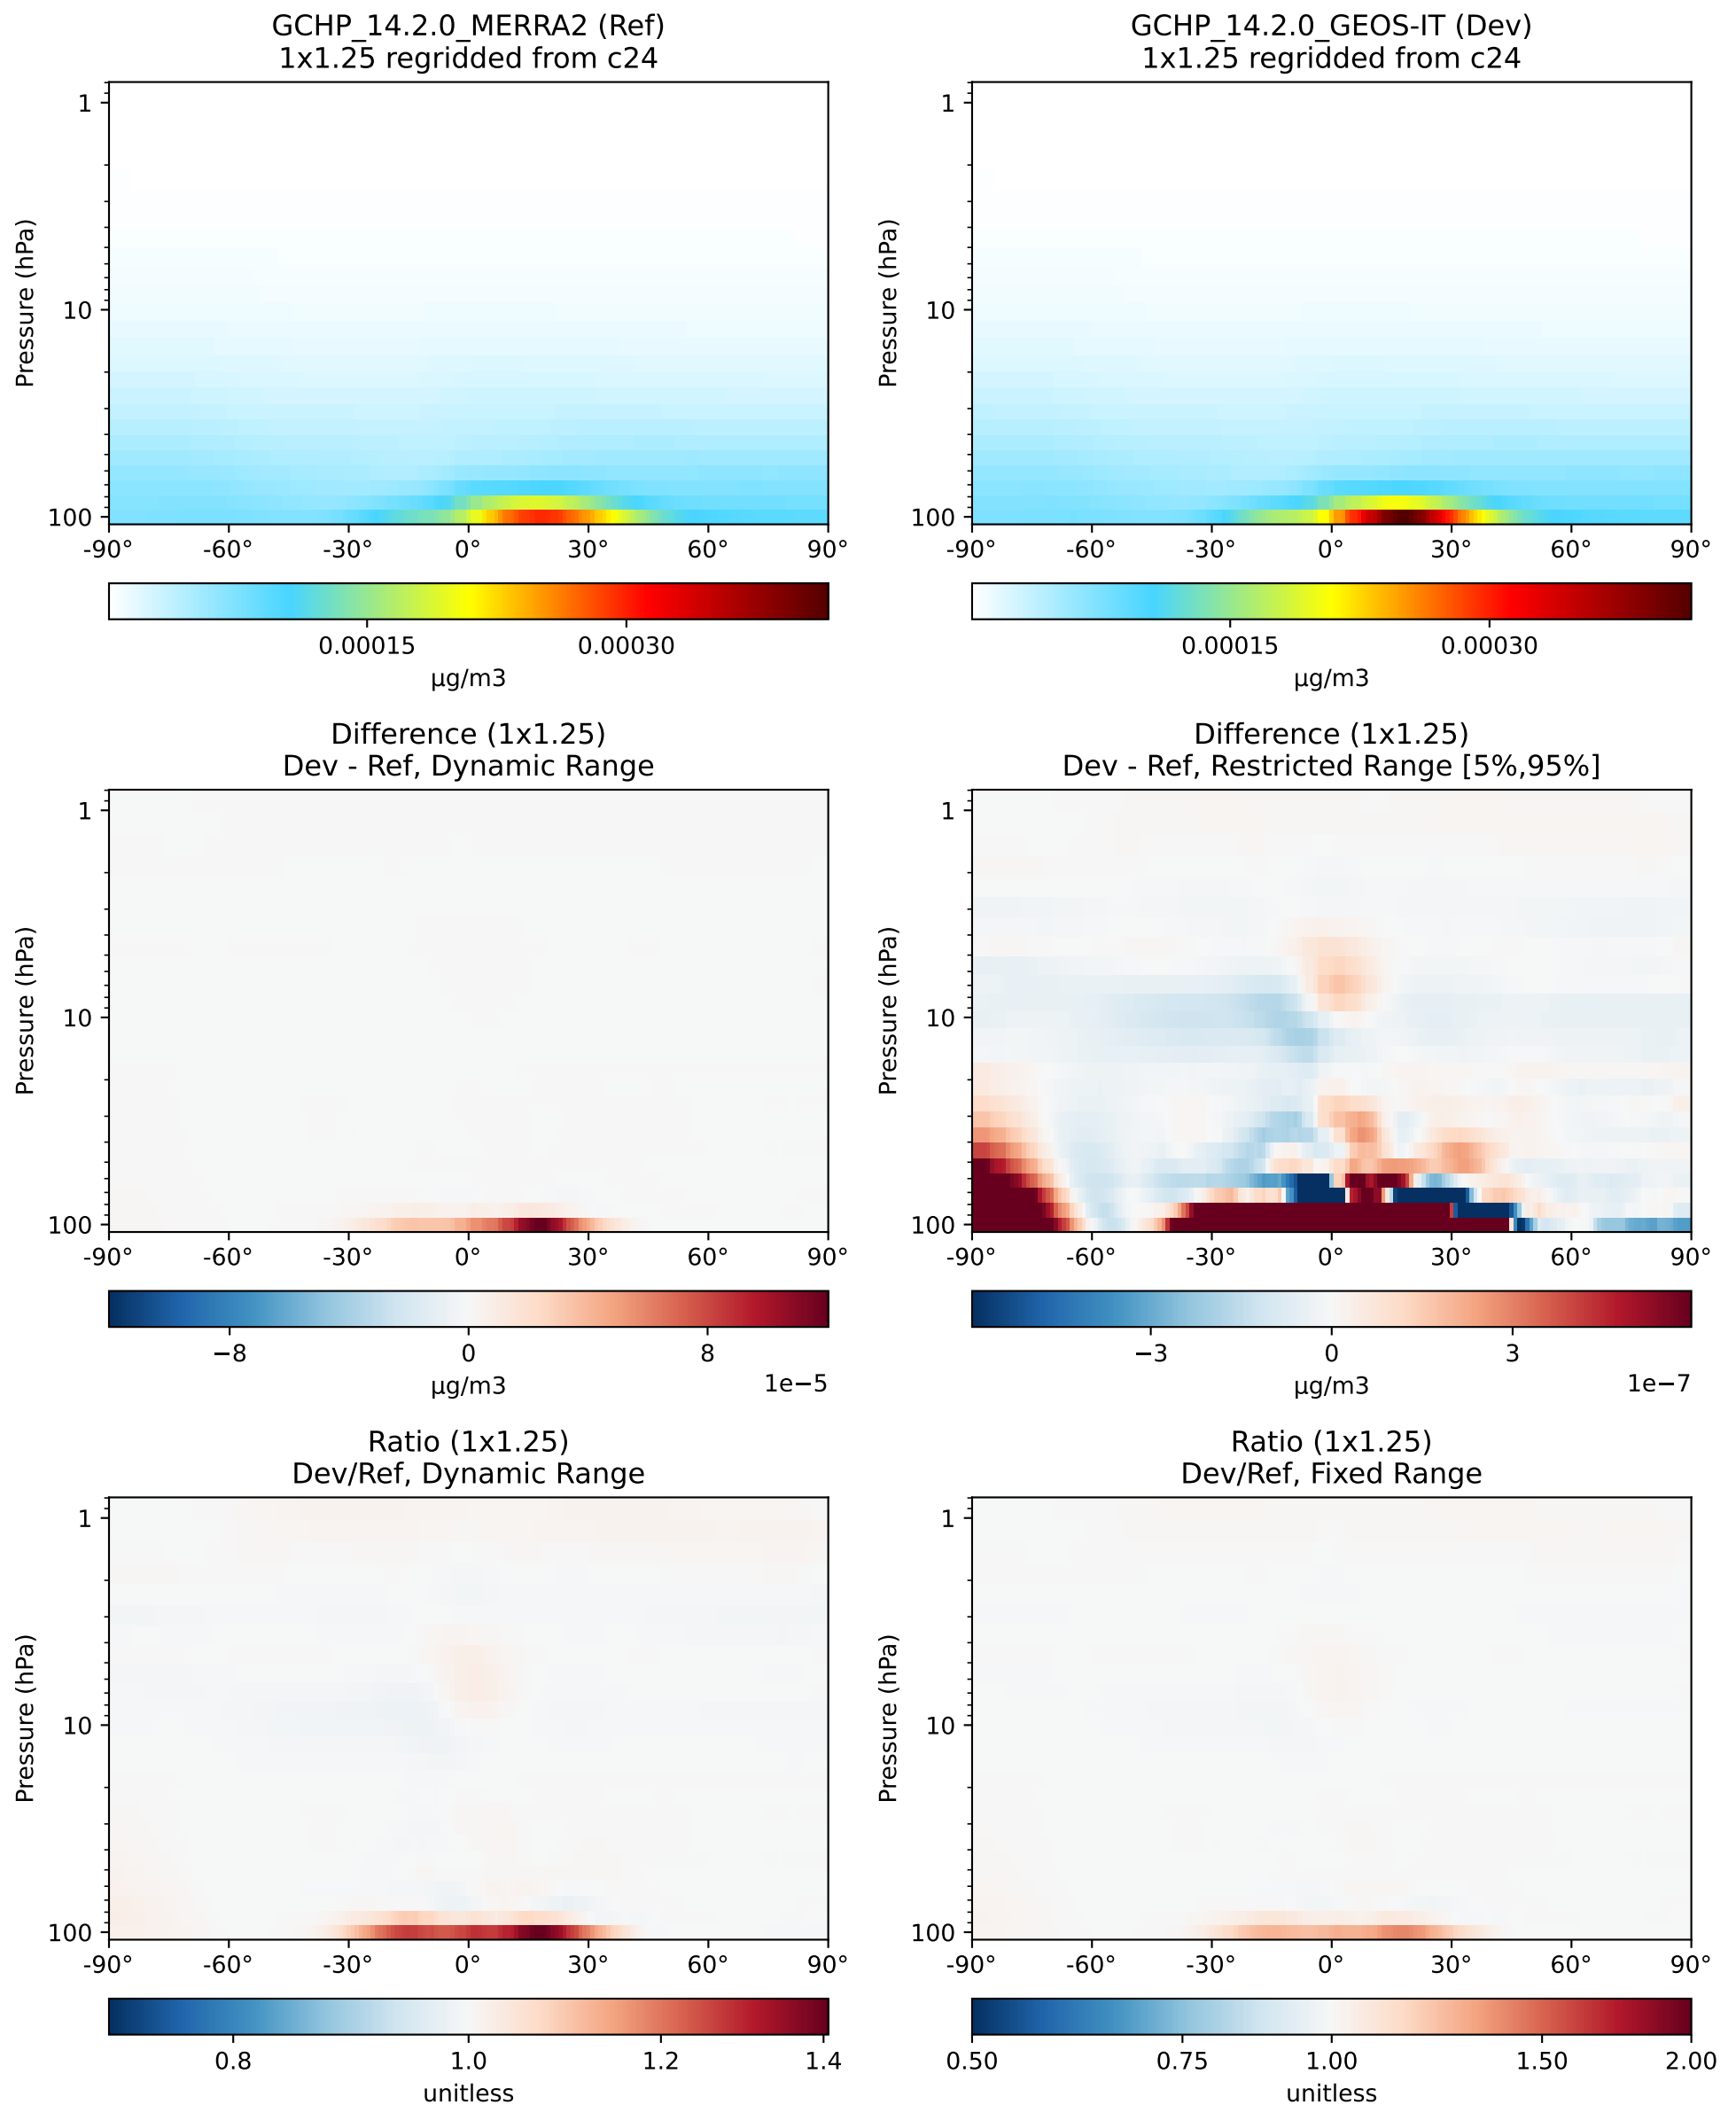 GCHP_14.2.0_MERRA2 (Ref)
1x1.25 regridded from c24
Pressure (hPa)
1
10
100
-90° -60° -30° 0° 30° 60° 90°
0.00015 0.00030
μg/m3
GCHP_14.2.0_GEOS-IT (Dev)
1x1.25 regridded from c24
Pressure (hPa)
1
10
100
-90° -60° -30° 0° 30° 60° 90°
0.00015 0.00030
μg/m3
Difference (1x1.25)
Dev - Ref, Dynamic Range
Pressure (hPa)
1
10
100
-90° -60° -30° 0° 30° 60° 90°
−8 0 8
μg/m3 1e−5
Difference (1x1.25)
Dev - Ref, Restricted Range [5%,95%]
Pressure (hPa)
1
10
100
-90° -60° -30° 0° 30° 60° 90°
−3 0 3
μg/m3 1e−7
Ratio (1x1.25)
Dev/Ref, Dynamic Range
Pressure (hPa)
1
10
100
-90° -60° -30° 0° 30° 60° 90°
0.8 1.0 1.2 1.4
unitless
Ratio (1x1.25)
Dev/Ref, Fixed Range
Pressure (hPa)
1
10
100
-90° -60° -30° 0° 30° 60° 90°
0.50 0.75 1.00 1.50 2.00
unitless